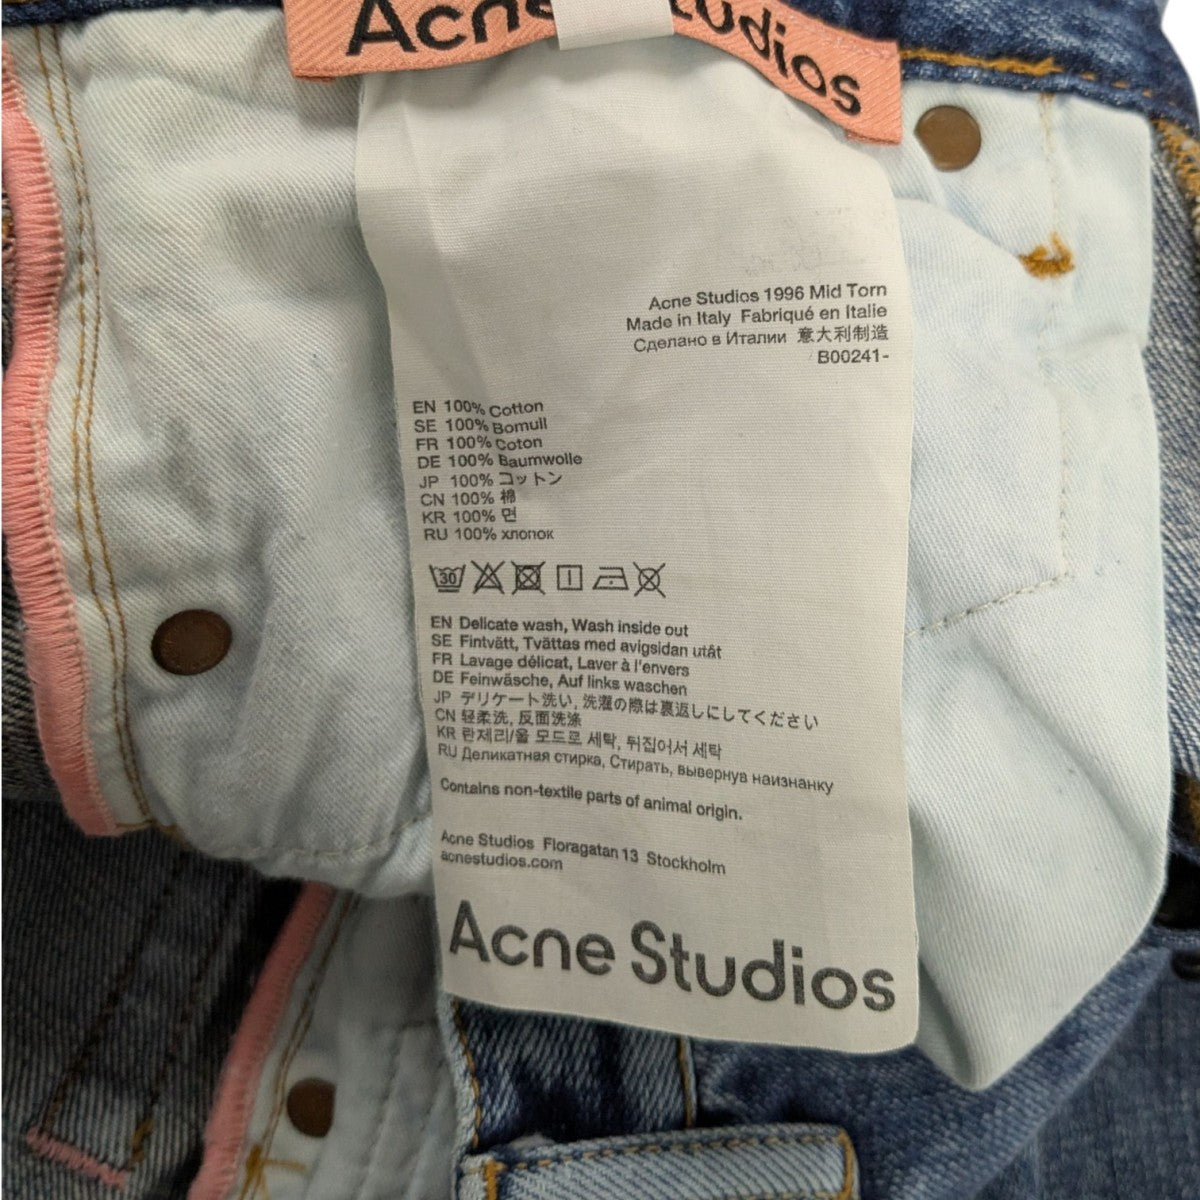 Acne Studios
Acne Studios 1996 Mid Torn
Made in Italy Fabriqué en Italie
Сделано в Италии 意大利制造
B00241-
EN 100% Cotton
SE 100% Bomull
FR 100% Coton
DE 100% Baumwolle
JP 100% コットン
CN 100% 棉
KR 100% 면
RU 100% хлопок
30
EN Delicate wash, Wash inside out
SE Fintvätt, Tvättas med avigsidan utåt
FR Lavage délicat, Laver à l'envers
DE Feinwäsche, Auf links waschen
JP デリケート洗い, 洗濯の際は裏返しにしてください
CN 轻柔洗, 反面洗涤
KR 란제리/울 모드로 세탁, 뒤집어서 세탁
RU Деликатная стирка, Стирать, вывернув наизнанку
Contains non-textile parts of animal origin.
Acne Studios Floragatan 13 Stockholm
acnestudios.com
Acne Studios